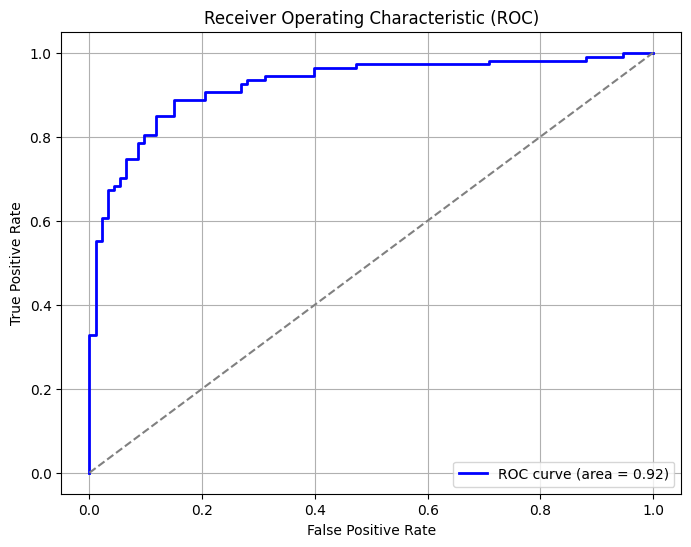 Receiver Operating Characteristic (ROC)
True Positive Rate
1.0
0.8
0.6
0.4
0.2
0.0
ROC curve (area = 0.92)
0.0 0.2 0.4 0.6 0.8 1.0
False Positive Rate